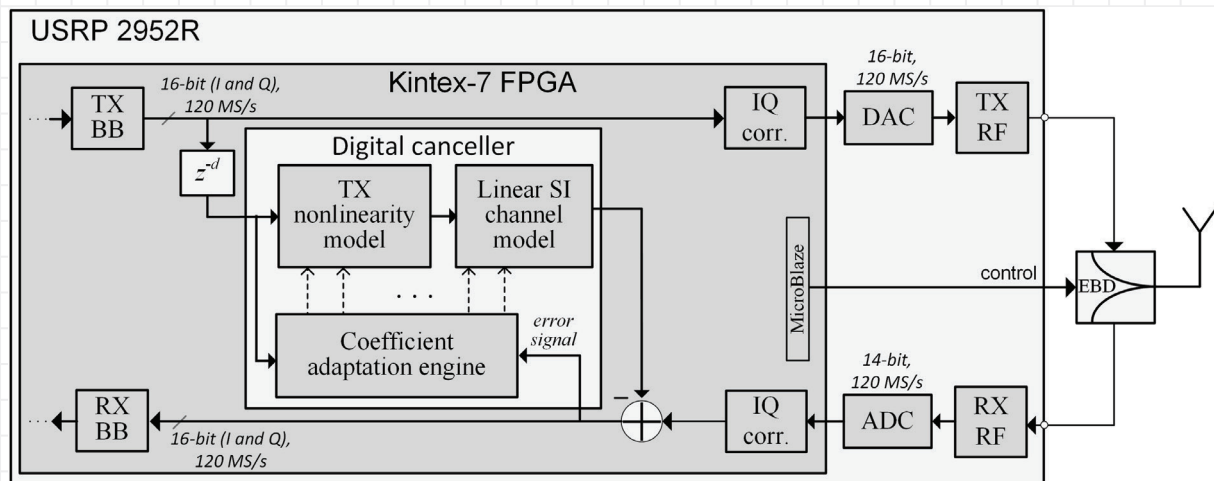 USRP 2952R
Kintex-7 FPGA
TX
BB
16-bit (I and Q),
120 MS/s
IQ
corr.
16-bit,
120 MS/s
DAC
TX
RF
z-d
Digital canceller
TX
nonlinearity
model
Linear SI
channel
model
. . .
Coefficient
adaptation engine
error
signal
MicroBlaze
control
EBD
RX
BB
16-bit (I and Q),
120 MS/s
−
IQ
corr.
14-bit,
120 MS/s
ADC
RX
RF